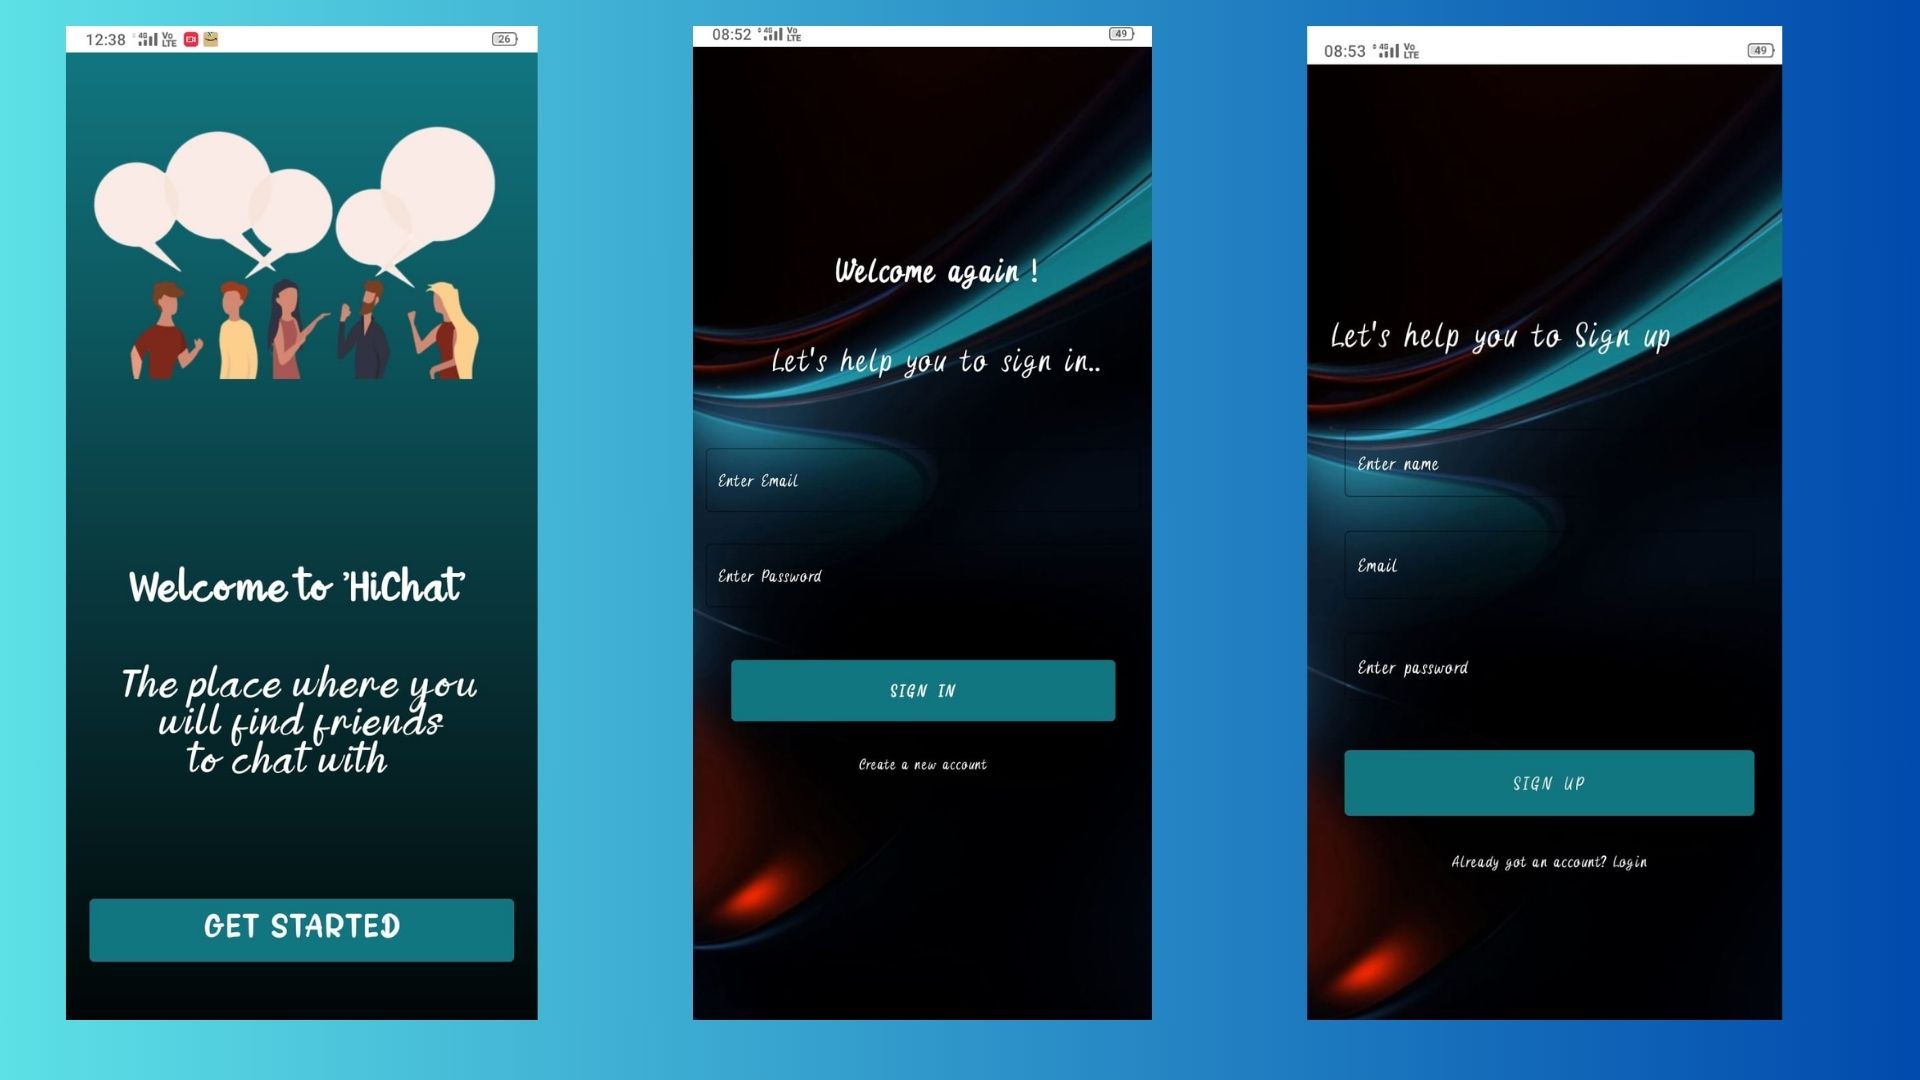 12:38 4G Vo LTE 26
Welcome to 'HiChat'
The place where you
will find friends
to chat with
GET STARTED
08:52 4G Vo LTE 49
Welcome again !
Let's help you to sign in..
Enter Email
Enter Password
SIGN IN
Create a new account
08:53 4G Vo LTE 49
Let's help you to Sign up
Enter name
Email
Enter password
SIGN UP
Already got an account? Login